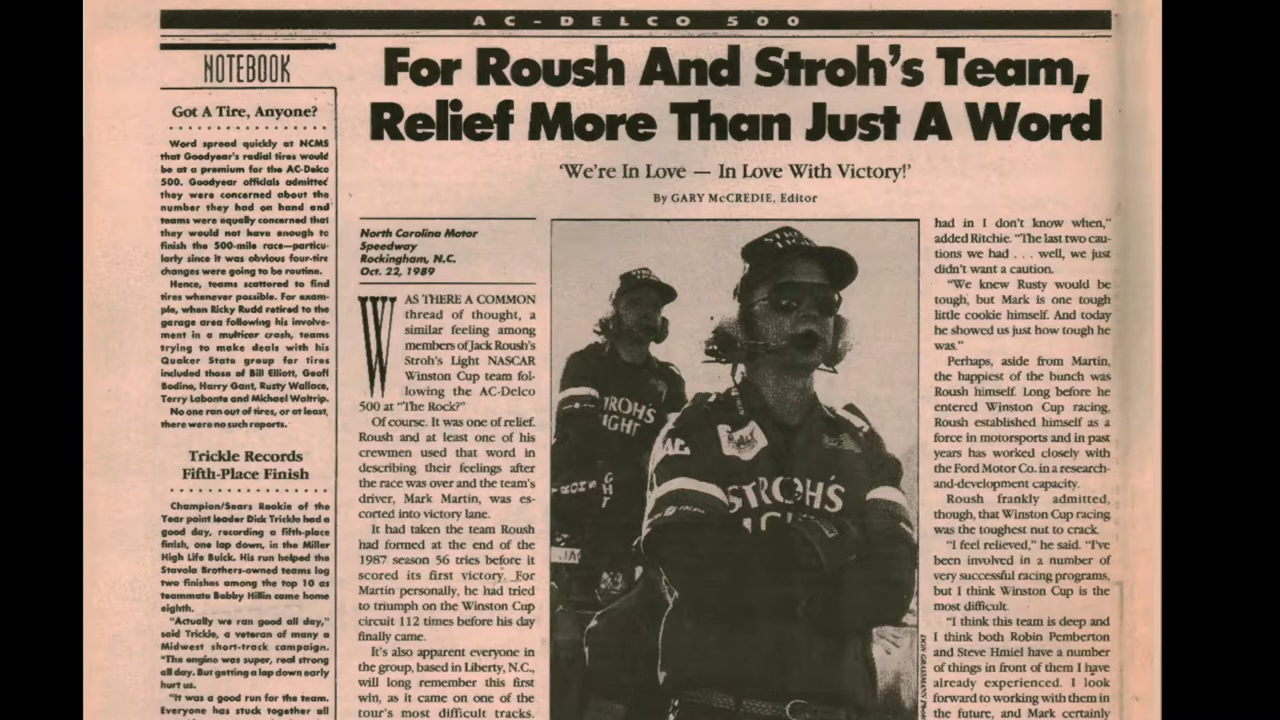 AC-DELCO 500
NOTEBOOK
Got A Tire, Anyone?
Word spread quickly at NCMS
that Goodyear's radial tires would
be at a premium for the AC-Delco
500. Goodyear officials admitted
they were concerned about the
number they had on hand and
teams were equally concerned that
they would not have enough to
finish the 500-mile race—particu-
larly since it was obvious four-tire
changes were going to be routine.
Hence, teams scattered to find
tires whenever possible. For exam-
ple, when Ricky Rudd retired to the
garage area following his involve-
ment in a multicar crash, teams
trying to make deals with his
Quaker State group for tires
included those of Bill Elliott, Geoff
Bodine, Harry Gant, Rusty Wallace,
Terry Labonte and Michael Waltrip.
No one ran out of tires, or at least,
there were no such reports.
Trickle Records
Fifth-Place Finish
Champion/Sears Rookie of the
Year point leader Dick Trickle had a
good day, recording a fifth-place
finish, one lap down, in the Miller
High Life Buick. His run helped the
Stavola Brothers-owned teams log
two finishes among the top 10 as
teammate Bobby Hillin came home
eighth.
"Actually we ran good all day,"
said Trickle, a veteran of many a
Midwest short-track campaign.
"The engine was super, real strong
all day. But getting a lap down early
hurt us.
"It was a good run for the team.
Everyone has stuck together all
For Roush And Stroh's Team,
Relief More Than Just A Word
'We're In Love — In Love With Victory!'
By GARY McCREDIE, Editor
North Carolina Motor
Speedway
Rockingham, N.C.
Oct. 22, 1989
WAS THERE A COMMON
thread of thought, a
similar feeling among
members of Jack Roush's
Stroh's Light NASCAR
Winston Cup team fol-
lowing the AC-Delco
500 at "The Rock?"
Of course. It was one of relief.
Roush and at least one of his
crewmen used that word in
describing their feelings after
the race was over and the team's
driver, Mark Martin, was es-
corted into victory lane.
It had taken the team Roush
had formed at the end of the
1987 season 56 tries before it
scored its first victory. For
Martin personally, he had tried
to triumph on the Winston Cup
circuit 112 times before his day
finally came.
It's also apparent everyone in
the group, based in Liberty, N.C.,
will long remember this first
win, as it came on one of the
tour's most difficult tracks.
STROHS
LIGHT
STROH'S
LIGHT
had in I don't know when,"
added Ritchie. "The last two cau-
tions we had . . . well, we just
didn't want a caution.
"We knew Rusty would be
tough, but Mark is one tough
little cookie himself. And today
he showed us just how tough he
was."
Perhaps, aside from Martin,
the happiest of the bunch was
Roush himself. Long before he
entered Winston Cup racing,
Roush established himself as a
force in motorsports and in past
years has worked closely with
the Ford Motor Co. in a research-
and-development capacity.
Roush frankly admitted,
though, that Winston Cup racing
was the toughest nut to crack.
"I feel relieved," he said. "I've
been involved in a number of
very successful racing programs,
but I think Winston Cup is the
most difficult.
"I think this team is deep and
I think both Robin Pemberton
and Steve Hmiel have a number
of things in front of them I have
already experienced. I look
forward to working with them in
the future, and Mark certainly